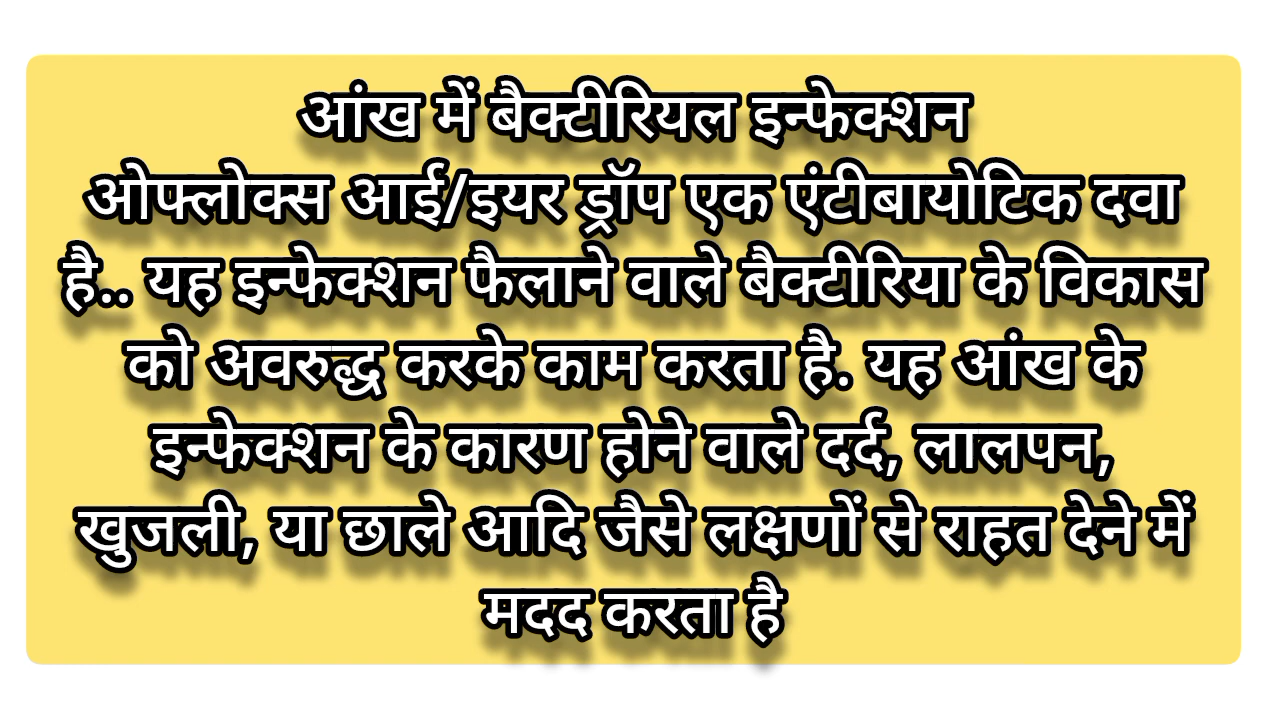 आंख में बैक्टीरियल इन्फेक्शन
ओफ्लोक्स आई/इयर ड्रॉप एक एंटीबायोटिक दवा
है.. यह इन्फेक्शन फैलाने वाले बैक्टीरिया के विकास
को अवरुद्ध करके काम करता है. यह आंख के
इन्फेक्शन के कारण होने वाले दर्द, लालपन,
खुजली, या छाले आदि जैसे लक्षणों से राहत देने में
मदद करता है